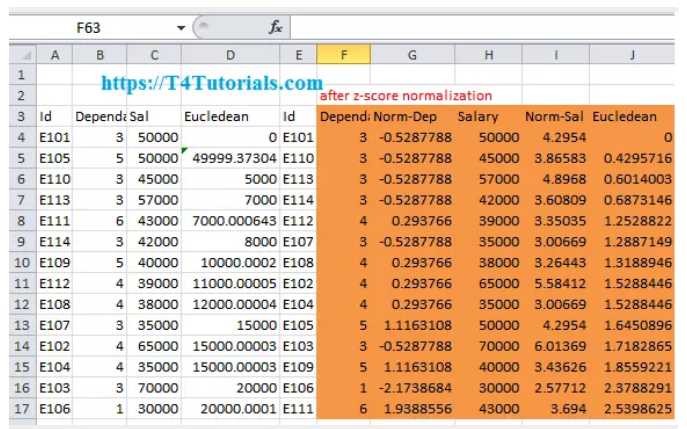 F63 fx
A B C D E F G H I J
1
https://T4Tutorials.com
2 after z-score normalization
3 Id Dependa Sal Eucledean Id Depend Norm-Dep Salary Norm-Sal Eucledean
4 E101 3 50000 0 E101 3 -0.5287788 50000 4.2954 0
5 E105 5 50000 49999.37304 E110 3 -0.5287788 45000 3.86583 0.4295716
6 E110 3 45000 5000 E113 3 -0.5287788 57000 4.8968 0.6014003
7 E113 3 57000 7000 E114 3 -0.5287788 42000 3.60809 0.6873146
8 E111 6 43000 7000.000643 E112 4 0.293766 39000 3.35035 1.2528822
9 E114 3 42000 8000 E107 3 -0.5287788 35000 3.00669 1.2887149
10 E109 5 40000 10000.0002 E108 4 0.293766 38000 3.26443 1.3188946
11 E112 4 39000 11000.00005 E102 4 0.293766 65000 5.58412 1.5288446
12 E108 4 38000 12000.00004 E104 4 0.293766 35000 3.00669 1.5288446
13 E107 3 35000 15000 E105 5 1.1163108 50000 4.2954 1.6450896
14 E102 4 65000 15000.00003 E103 3 -0.5287788 70000 6.01369 1.7182865
15 E104 4 35000 15000.00003 E109 5 1.1163108 40000 3.43626 1.8559221
16 E103 3 70000 20000 E106 1 -2.1738684 30000 2.57712 2.3788291
17 E106 1 30000 20000.0001 E111 6 1.9388556 43000 3.694 2.5398625